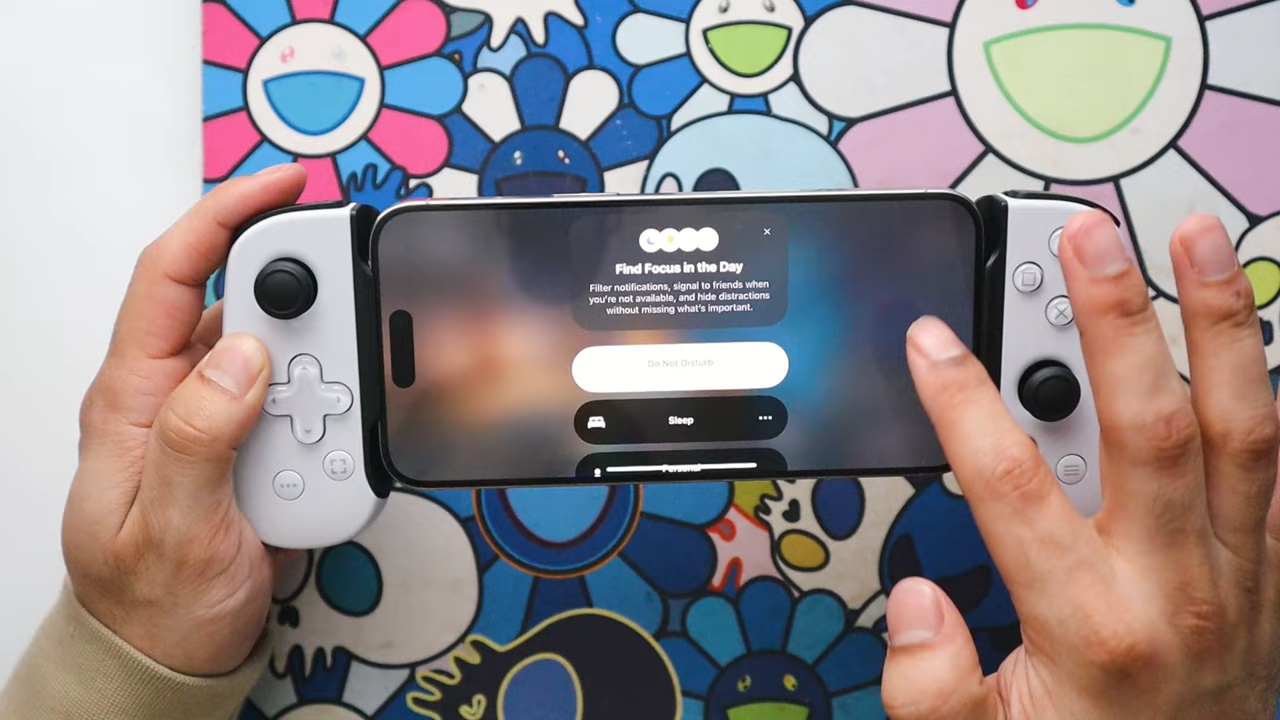 Find Focus in the Day
Filter notifications, signal to friends when
you're not available, and hide distractions
without missing what's important.
Do Not Disturb
Sleep
Personal